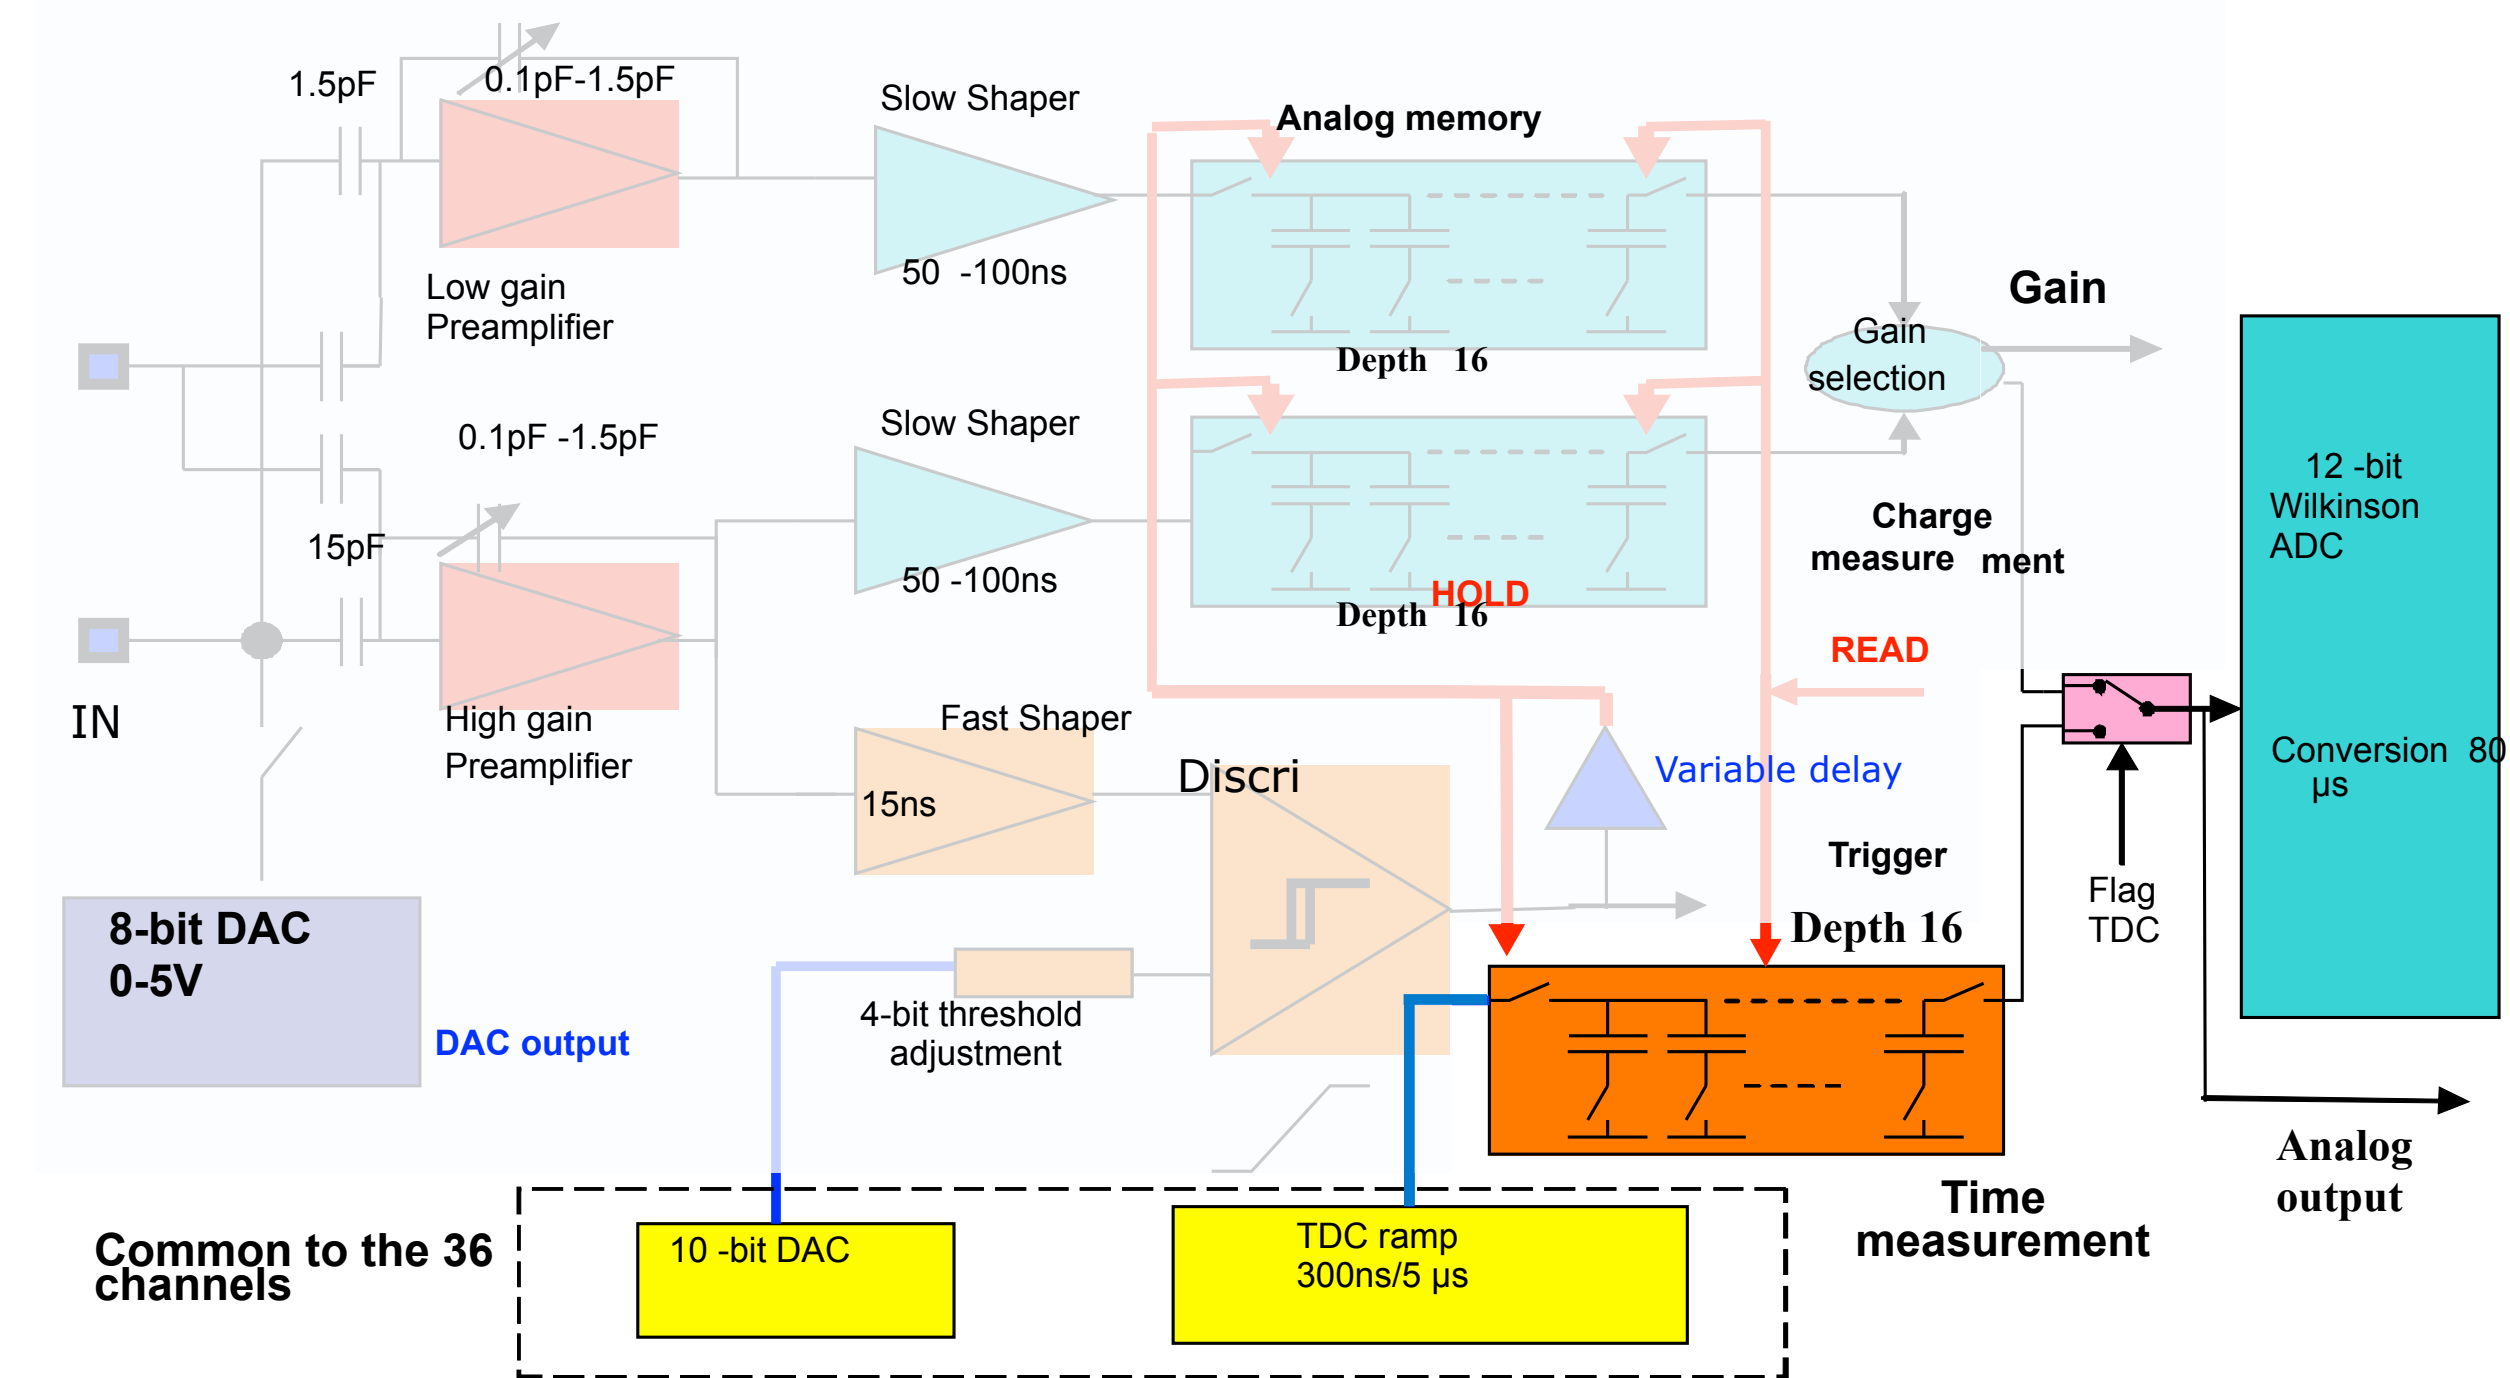 1.5pF
0.1pF-1.5pF
Slow Shaper
Analog memory
50 -100ns
Low gain
Preamplifier
Depth 16
Gain
Gain
selection
0.1pF -1.5pF
Slow Shaper
15pF
50 -100ns
HOLD
Depth 16
Charge
measure ment
READ
12 -bit
Wilkinson
ADC
Conversion 80
µs
IN
High gain
Preamplifier
Fast Shaper
15ns
Discri
Variable delay
Trigger
Flag
TDC
8-bit DAC
0-5V
DAC output
4-bit threshold
adjustment
Depth 16
Analog
output
Time
measurement
Common to the 36
channels
10 -bit DAC
TDC ramp
300ns/5 µs